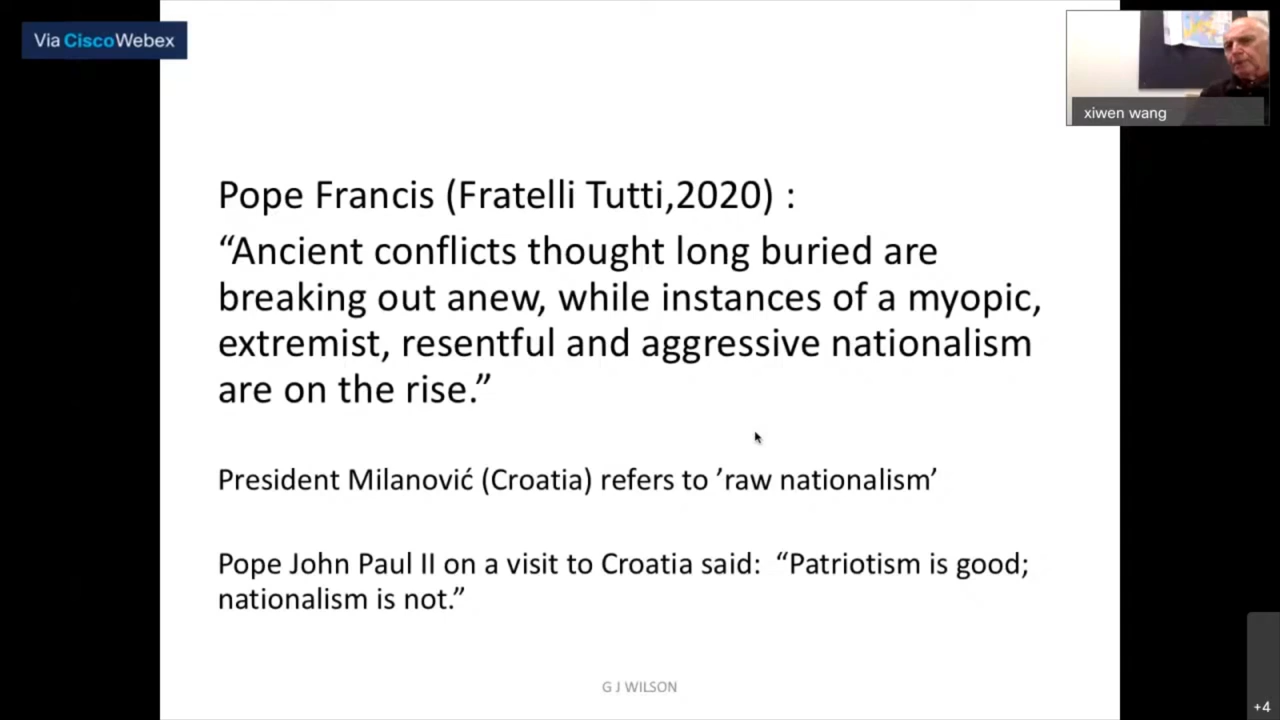 Via CiscoWebex
xiwen wang
Pope Francis (Fratelli Tutti,2020) :
“Ancient conflicts thought long buried are
breaking out anew, while instances of a myopic,
extremist, resentful and aggressive nationalism
are on the rise.”
President Milanović (Croatia) refers to ’raw nationalism’
Pope John Paul II on a visit to Croatia said:  “Patriotism is good;
nationalism is not.”
G J WILSON
+4